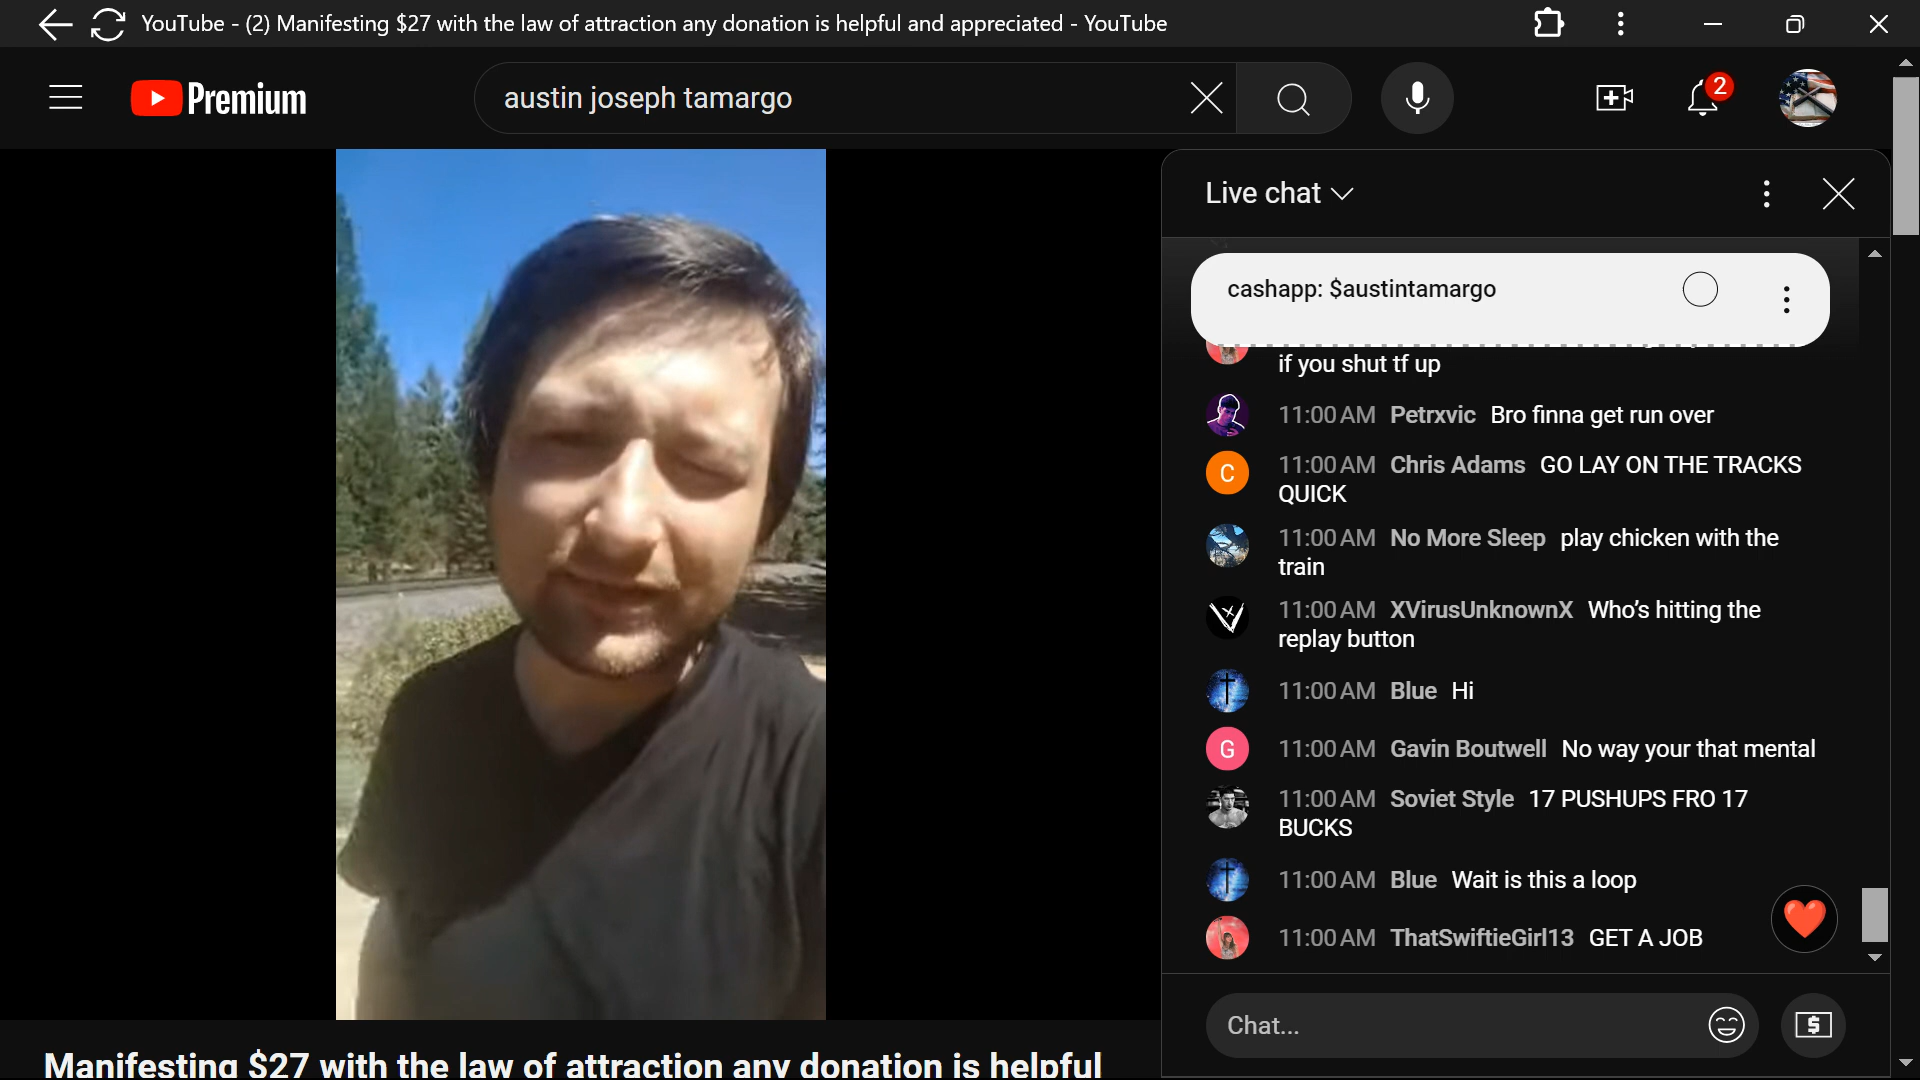 YouTube - (2) Manifesting $27 with the law of attraction any donation is helpful and appreciated - YouTube
Premium
austin joseph tamargo
2
Live chat
cashapp: $austintamargo
if you shut tf up
11:00 AM Petrxvic Bro finna get run over
C
11:00 AM Chris Adams GO LAY ON THE TRACKS
QUICK
11:00 AM No More Sleep play chicken with the
train
11:00 AM XVirusUnknownX Who's hitting the
replay button
11:00 AM Blue Hi
G
11:00 AM Gavin Boutwell No way your that mental
11:00 AM Soviet Style 17 PUSHUPS FRO 17
BUCKS
11:00 AM Blue Wait is this a loop
11:00 AM ThatSwiftieGirl13 GET A JOB
Chat...
$
Manifesting $27 with the law of attraction any donation is helpful